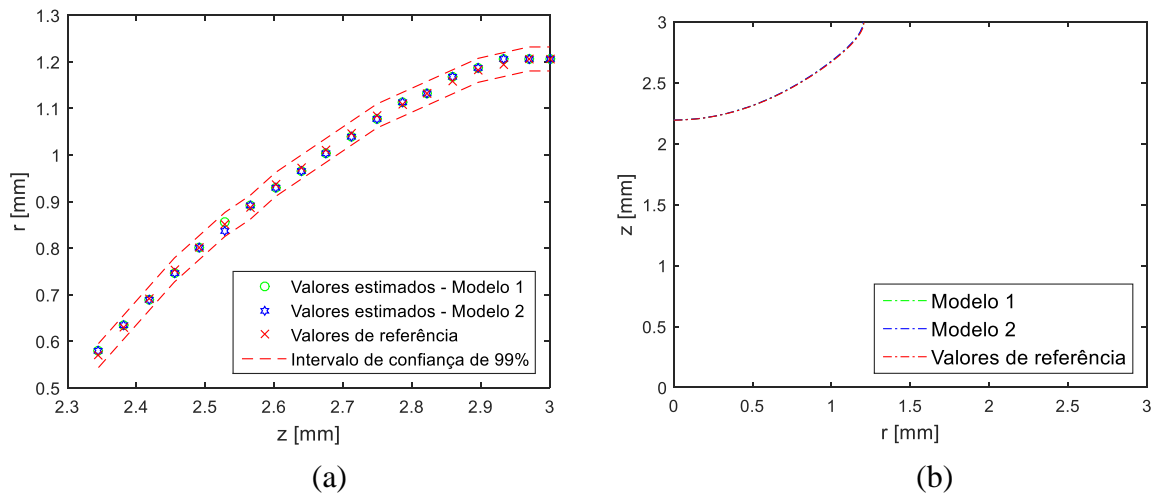 1.3
1.2
1.1
1
0.9
0.8
0.7
0.6
0.5
r [mm]
2.3 2.4 2.5 2.6 2.7 2.8 2.9 3
z [mm]
Valores estimados - Modelo 1
Valores estimados - Modelo 2
Valores de referência
Intervalo de confiança de 99%
(a)
3
2.5
2
1.5
1
0.5
0
z [mm]
0 0.5 1 1.5 2 2.5 3
r [mm]
Modelo 1
Modelo 2
Valores de referência
(b)